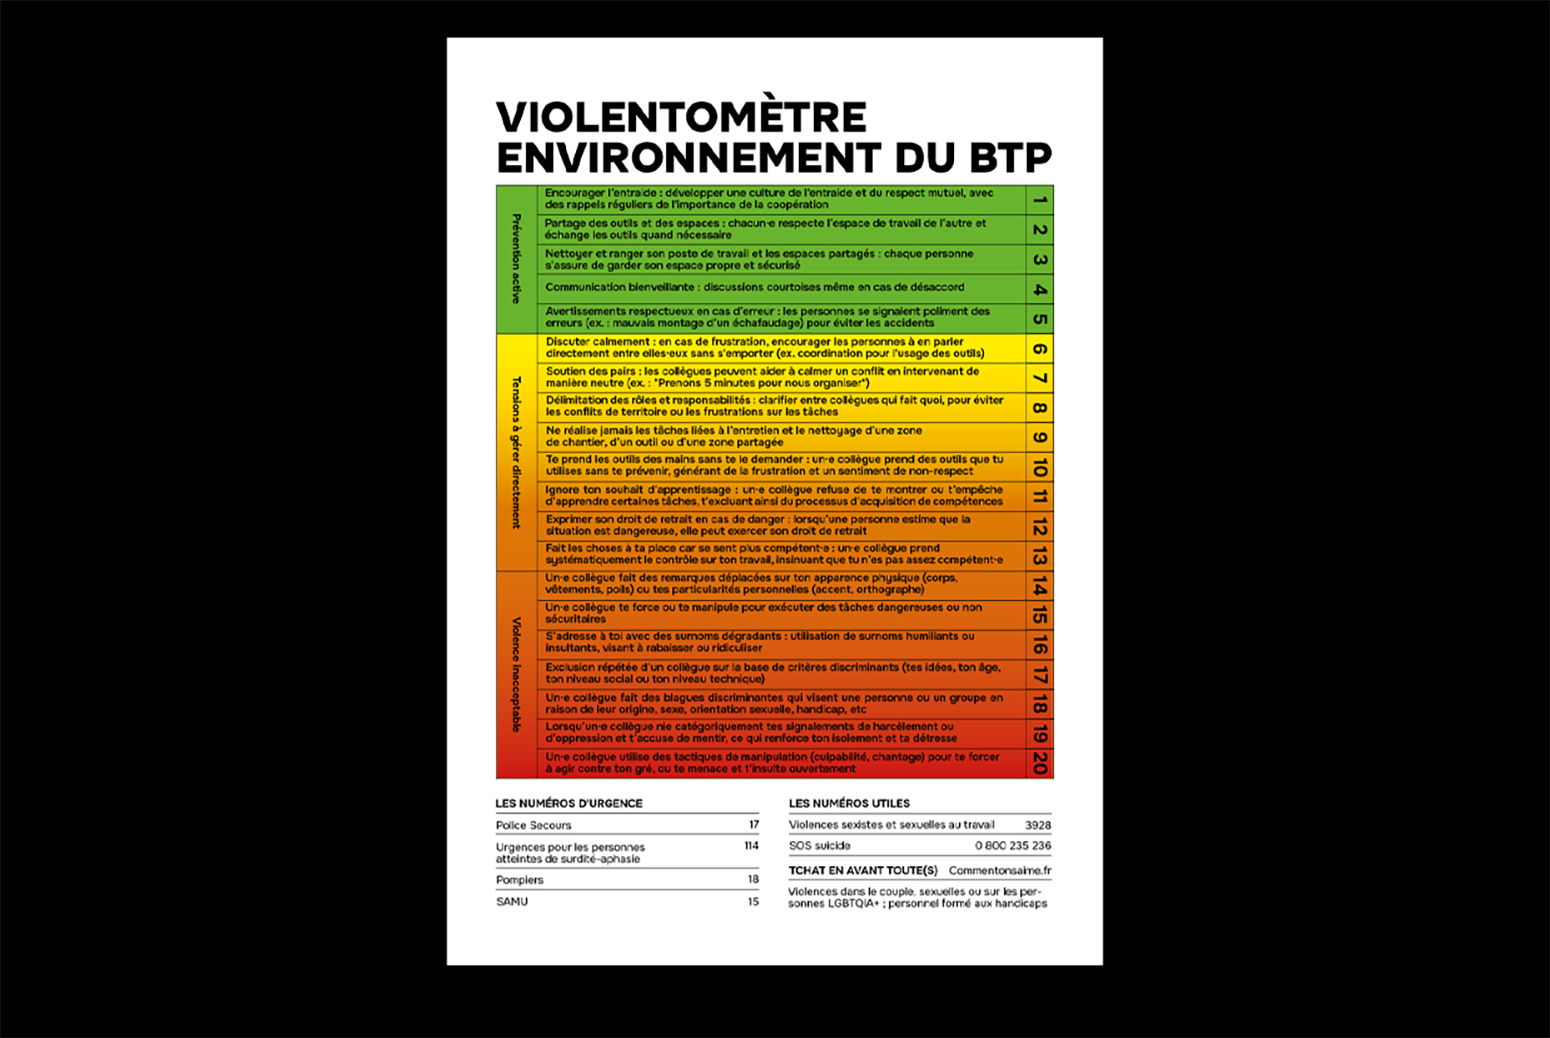 VIOLENTOMÈTRE
ENVIRONNEMENT DU BTP
Prévention active
Encourager l'entraide : développer une culture de l'entraide et du respect mutuel, avec
des rappels réguliers de l'importance de la coopération
1
Partage des outils et des espaces : chacun·e respecte l'espace de travail de l'autre et
échange les outils quand nécessaire
2
Nettoyer et ranger son poste de travail et les espaces partagés : chaque personne
s'assure de garder son espace propre et sécurisé
3
Communication bienveillante : discussions courtoises même en cas de désaccord
4
Avertissements respectueux en cas d'erreur : les personnes se signalent poliment des
erreurs (ex. : mauvais montage d'un échafaudage) pour éviter les accidents
5
Tensions à gérer directement
Discuter calmement : en cas de frustration, encourager les personnes à en parler
directement entre elles·eux sans s'emporter (ex. coordination pour l'usage des outils)
6
Soutien des pairs : les collègues peuvent aider à calmer un conflit en intervenant de
manière neutre (ex. : "Prenons 5 minutes pour nous organiser")
7
Délimitation des rôles et responsabilités : clarifier entre collègues qui fait quoi, pour éviter
les conflits de territoire ou les frustrations sur les tâches
8
Ne réalise jamais les tâches liées à l'entretien et le nettoyage d'une zone
de chantier, d'un outil ou d'une zone partagée
9
Te prend les outils des mains sans te le demander : un·e collègue prend des outils que tu
utilises sans te prévenir, générant de la frustration et un sentiment de non-respect
10
Ignore ton souhait d'apprentissage : un·e collègue refuse de te montrer ou t'empêche
d'apprendre certaines tâches, t'excluant ainsi du processus d'acquisition de compétences
11
Exprimer son droit de retrait en cas de danger : lorsqu'une personne estime que la
situation est dangereuse, elle peut exercer son droit de retrait
12
Fait les choses à ta place car se sent plus compétent·e : un·e collègue prend
systématiquement le contrôle sur ton travail, insinuant que tu n'es pas assez compétent·e
13
Violence inacceptable
Un·e collègue fait des remarques déplacées sur ton apparence physique (corps,
vêtements, poils) ou tes particularités personnelles (accent, orthographe)
14
Un·e collègue te force ou te manipule pour exécuter des tâches dangereuses ou non
sécuritaires
15
S'adresse à toi avec des surnoms dégradants : utilisation de surnoms humiliants ou
insultants, visant à rabaisser ou ridiculiser
16
Exclusion répétée d'un collègue sur la base de critères discriminants (tes idées, ton âge,
ton niveau social ou ton niveau technique)
17
Un·e collègue fait des blagues discriminantes qui visent une personne ou un groupe en
raison de leur origine, sexe, orientation sexuelle, handicap, etc
18
Lorsqu'un·e collègue nie catégoriquement tes signalements de harcèlement ou
d'oppression et t'accuse de mentir, ce qui renforce ton isolement et ta détresse
19
Un·e collègue utilise des tactiques de manipulation (culpabilité, chantage) pour te forcer
à agir contre ton gré, ou te menace et t'insulte ouvertement
20
LES NUMÉROS D'URGENCE
Police Secours 17
Urgences pour les personnes 114
atteintes de surdité-aphasie
Pompiers 18
SAMU 15
LES NUMÉROS UTILES
Violences sexistes et sexuelles au travail 3928
SOS suicide 0 800 235 236
TCHAT EN AVANT TOUTE(S) Commentonsaime.fr
Violences dans le couple, sexuelles ou sur les per-
sonnes LGBTQIA+ ; personnel formé aux handicaps